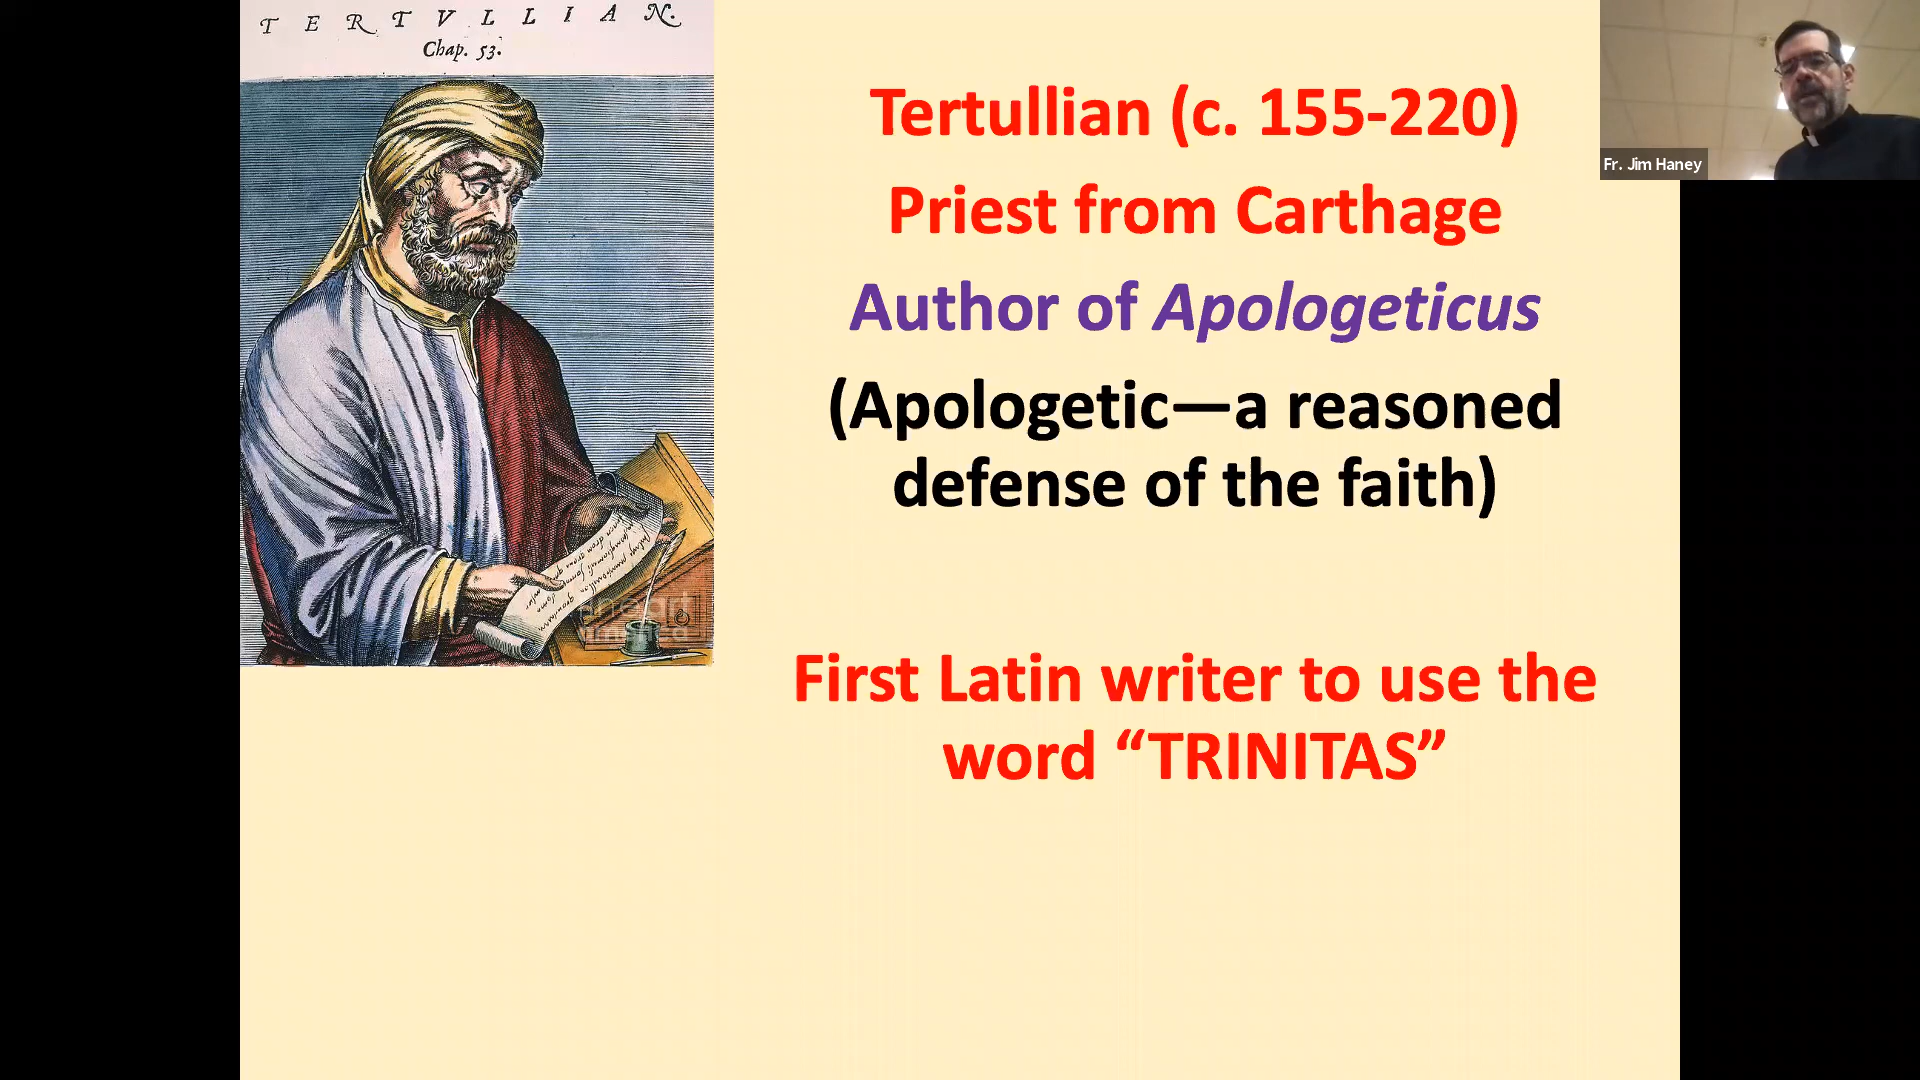 TERTVLLIAN.
Chap. 53.
Tertullian (c. 155-220)
Priest from Carthage
Author of Apologeticus
(Apologetic—a reasoned
defense of the faith)
First Latin writer to use the
word “TRINITAS”
Fr. Jim Haney